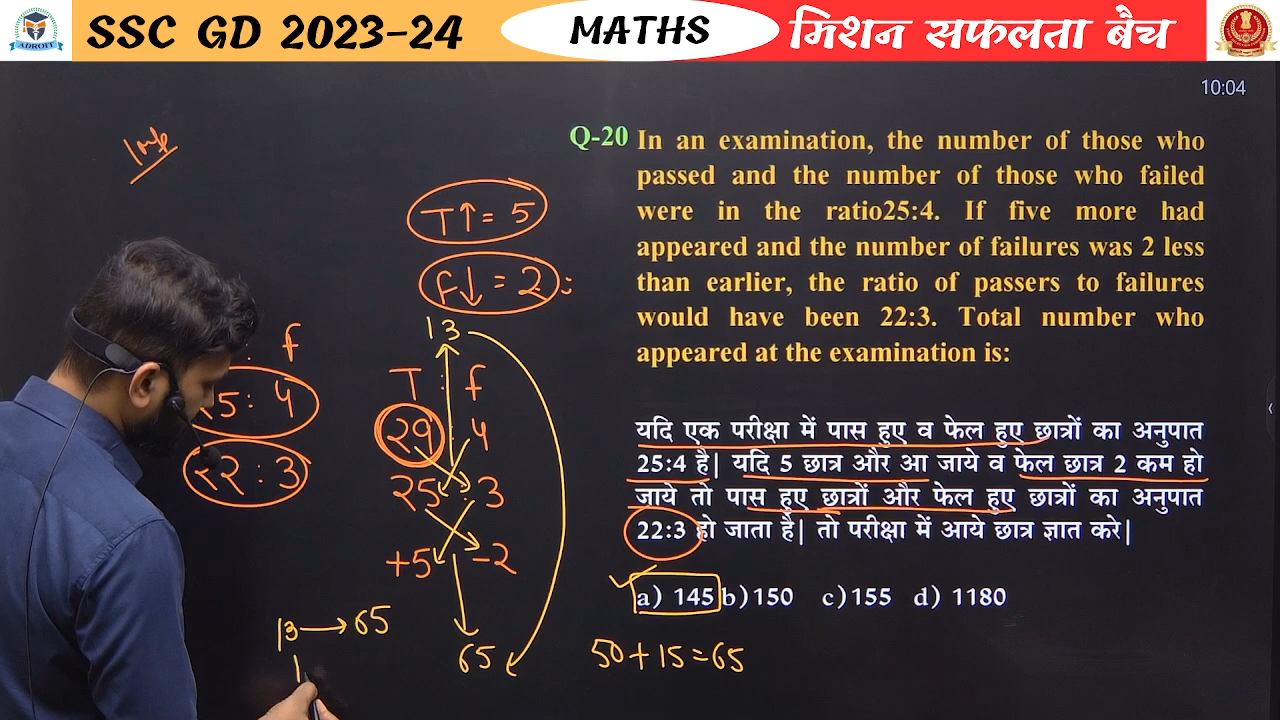 SSC GD 2023-24
MATHS
मिशन सफलता बैच
ADROIT
10:04
Imp
Q-20 In an examination, the number of those who
passed and the number of those who failed
were in the ratio25:4. If five more had
appeared and the number of failures was 2 less
than earlier, the ratio of passers to failures
would have been 22:3. Total number who
appeared at the examination is:
यदि एक परीक्षा में पास हुए व फेल हुए छात्रों का अनुपात
25:4 है| यदि 5 छात्र और आ जाये व फेल छात्र 2 कम हो
जाये तो पास हुए छात्रों और फेल हुए छात्रों का अनुपात
22:3 हो जाता है| तो परीक्षा में आये छात्र ज्ञात करे|
a) 145 b)150 c)155 d) 1180
50+15=65
T↑= 5
F↓ = 2
13
T : f
29 4
25 : 3
+5 -2
65
: f
5: 4
22 : 3
13→65
1